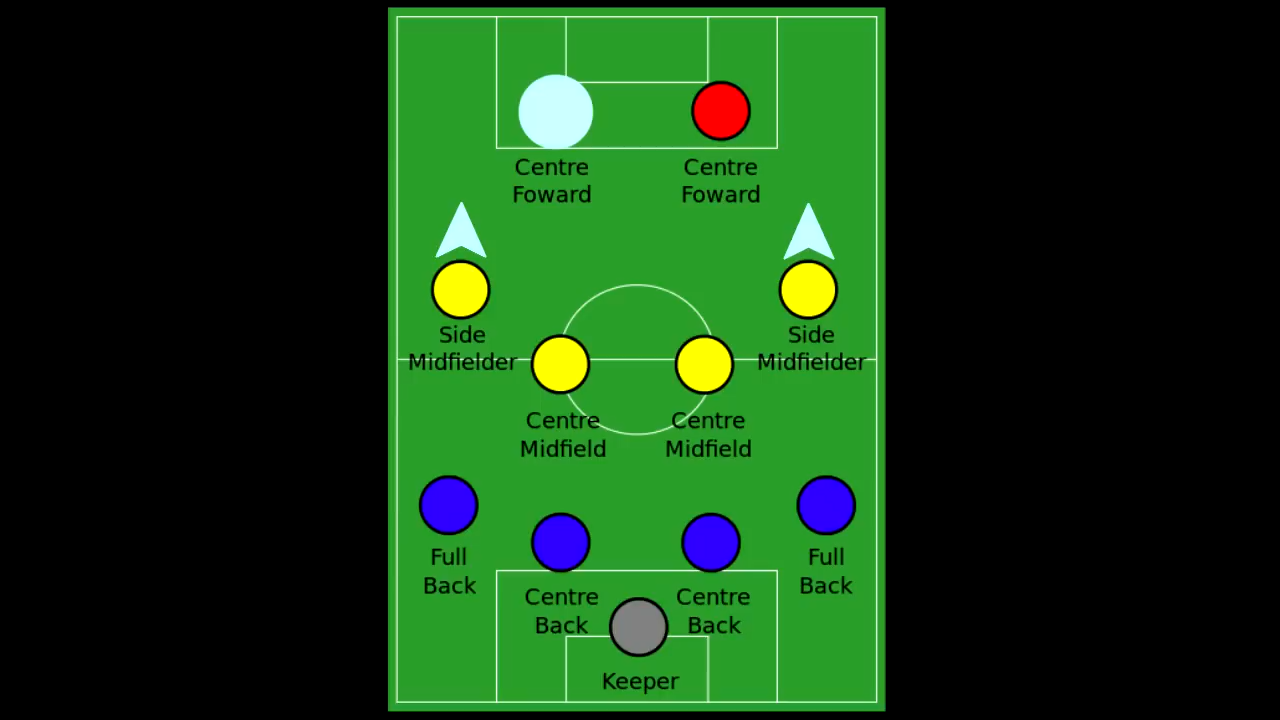 Centre
Foward
Centre
Foward
Side
Midfielder
Side
Midfielder
Centre
Midfield
Centre
Midfield
Full
Back
Full
Back
Centre
Back
Centre
Back
Keeper